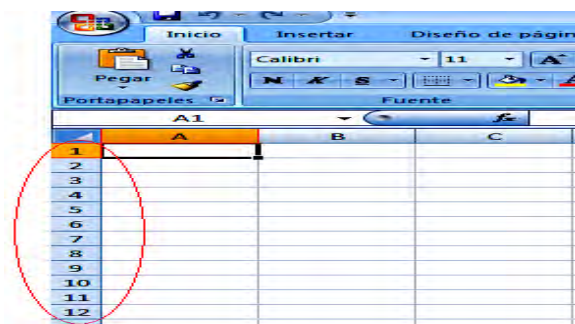 Inicio Insertar Diseño de págin
Calibri 11 A
Pegar N K S A
Portapapeles Fuente
A1 fx
A B C
1
2
3
4
5
6
7
8
9
10
11
12